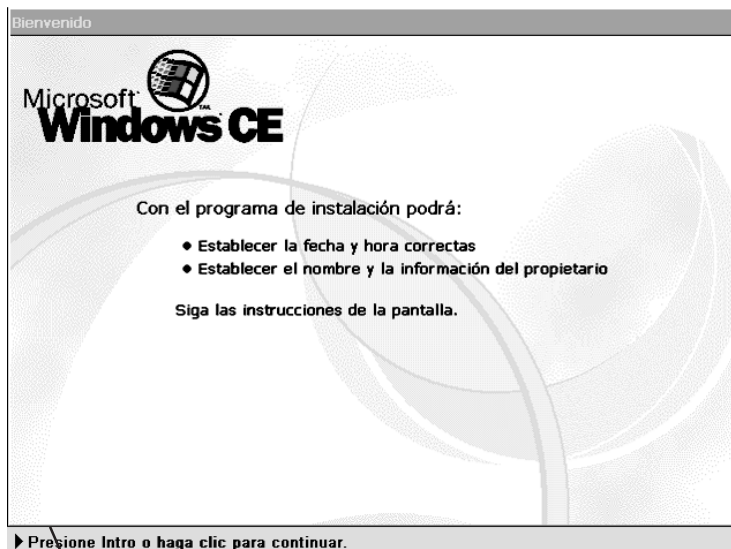 Bienvenido
Microsoft
Windows CE
Con el programa de instalación podrá:
• Establecer la fecha y hora correctas
• Establecer el nombre y la información del propietario
Siga las instrucciones de la pantalla.
Presione Intro o haga clic para continuar.